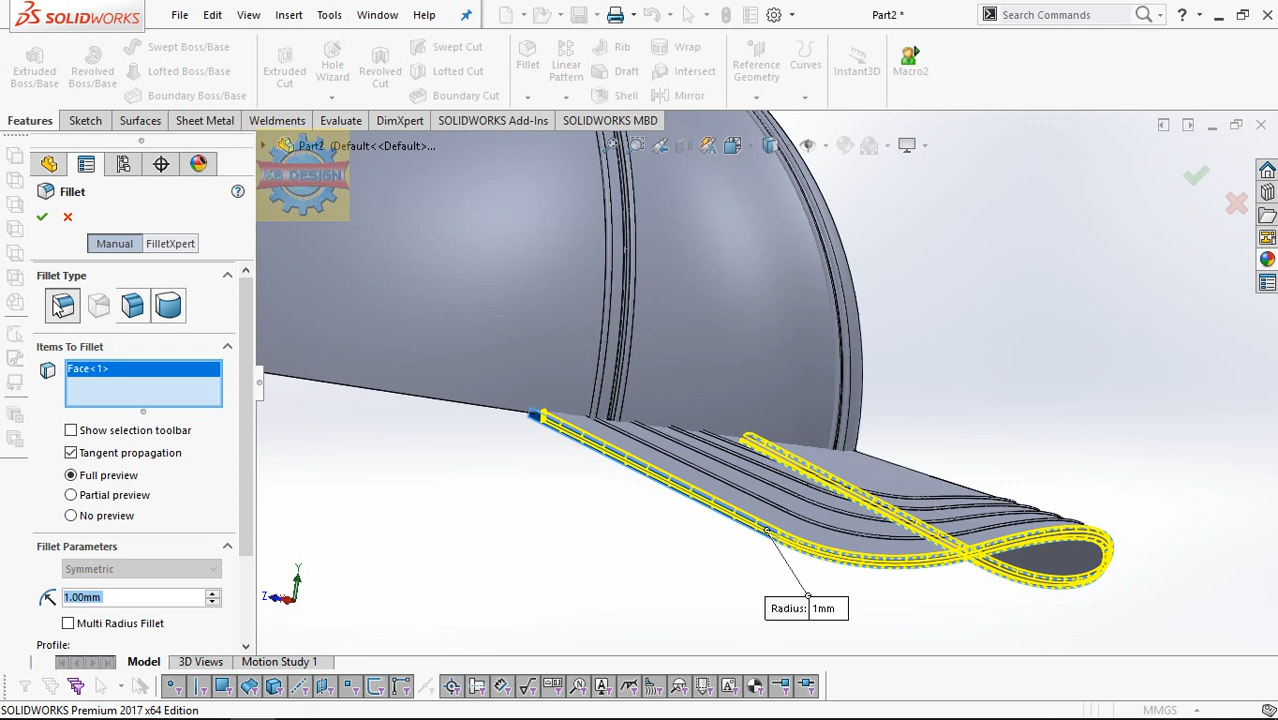 SOLIDWORKS
File Edit View Insert Tools Window Help
Part2 *
Search Commands
?
Extruded Boss/Base
Revolved Boss/Base
Swept Boss/Base
Lofted Boss/Base
Boundary Boss/Base
Extruded Cut
Hole Wizard
Revolved Cut
Swept Cut
Lofted Cut
Boundary Cut
Fillet
Linear Pattern
Rib
Draft
Shell
Wrap
Intersect
Mirror
Reference Geometry
Curves
Instant3D
Macro2
Features Sketch Surfaces Sheet Metal Weldments Evaluate DimXpert SOLIDWORKS Add-Ins SOLIDWORKS MBD
Part2 (Default<<Default>...
AB DESIGN
Fillet
?
Manual FilletXpert
Fillet Type
Items To Fillet
Face<1>
Show selection toolbar
Tangent propagation
Full preview
Partial preview
No preview
Fillet Parameters
Symmetric
1.00mm
Multi Radius Fillet
Profile:
Radius: 1mm
Y
Z
Model 3D Views Motion Study 1
SOLIDWORKS Premium 2017 x64 Edition
MMGS